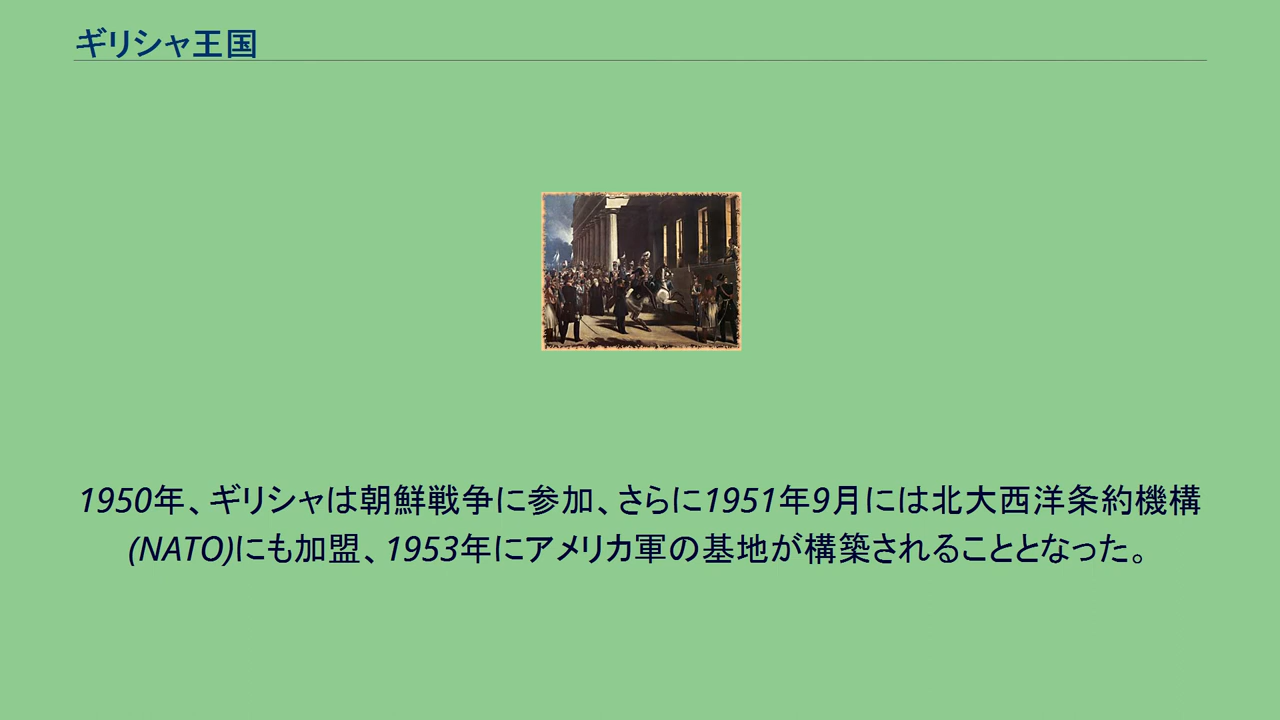 ギリシャ王国
1950年、ギリシャは朝鮮戦争に参加、さらに1951年9月には北大西洋条約機構
(NATO)にも加盟、1953年にアメリカ軍の基地が構築されることとなった。